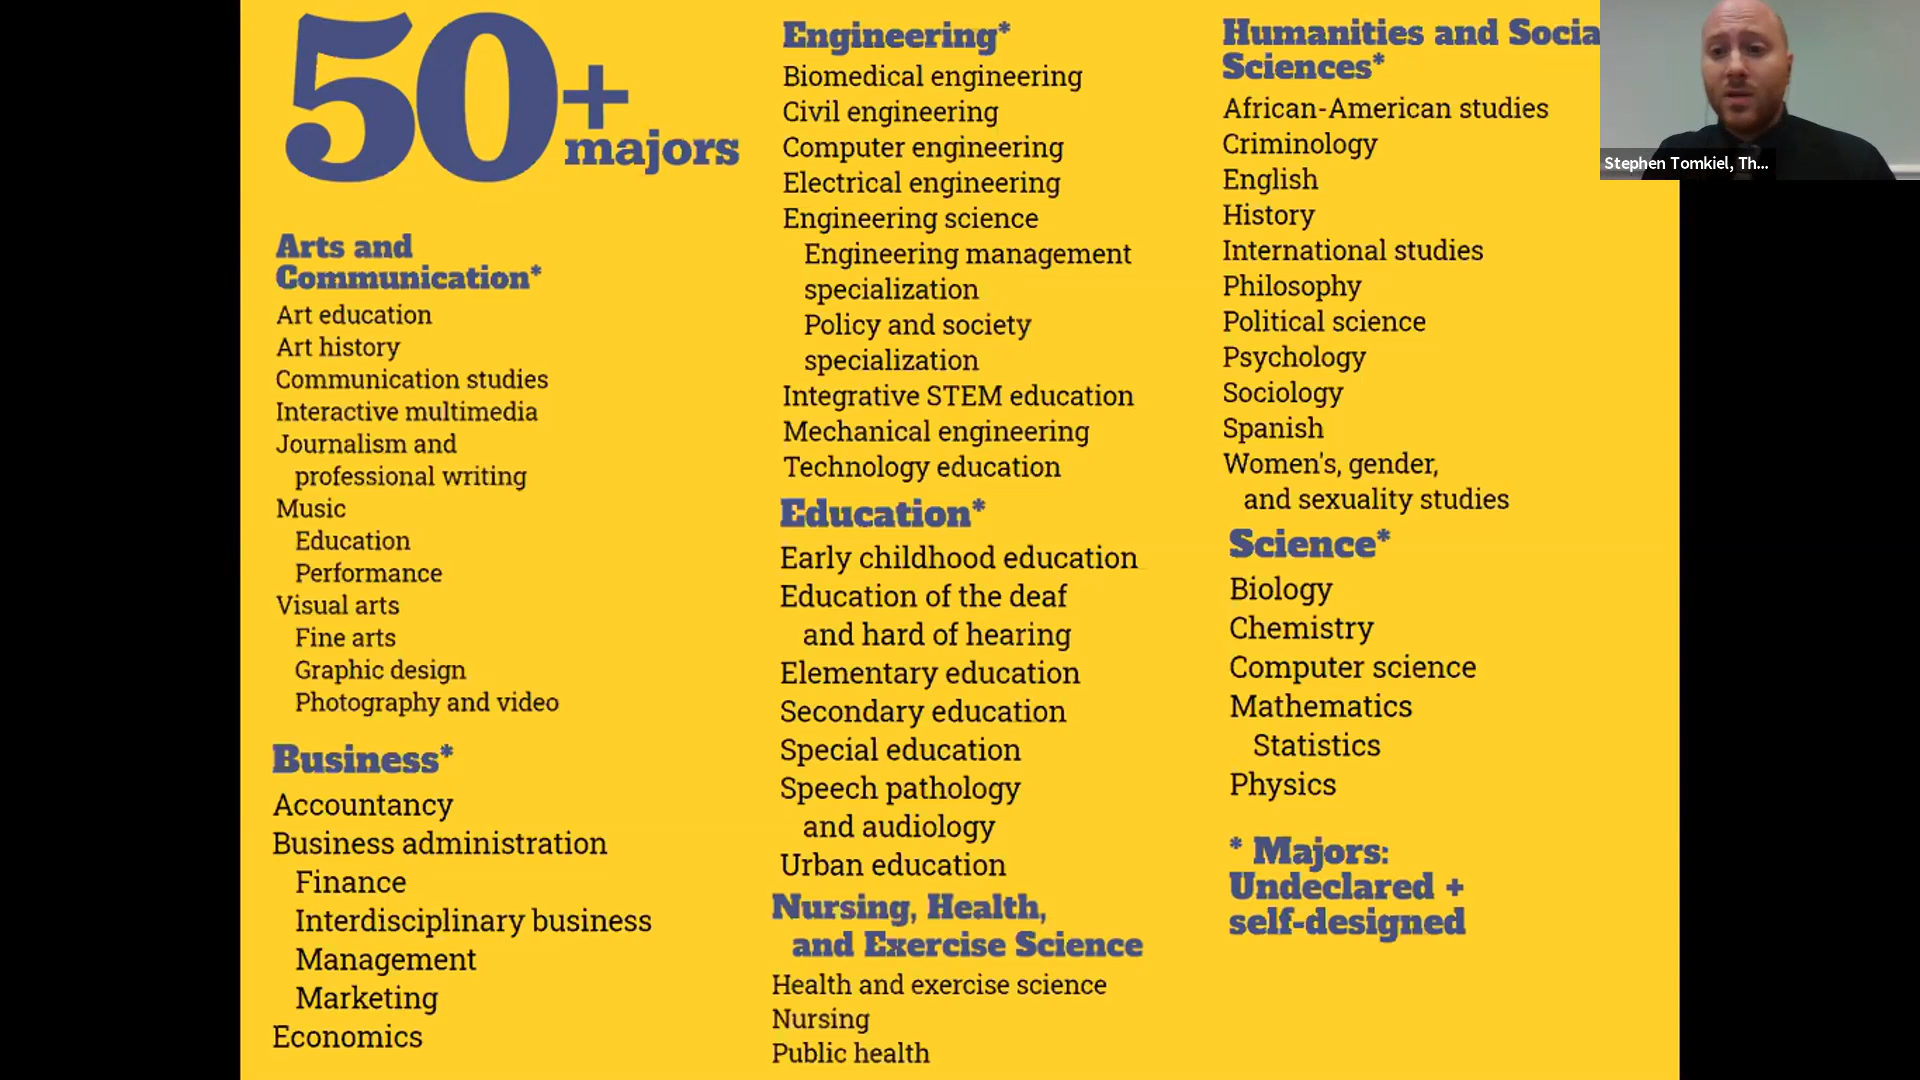 50+
majors
Arts and
Communication*
Art education
Art history
Communication studies
Interactive multimedia
Journalism and
professional writing
Music
Education
Performance
Visual arts
Fine arts
Graphic design
Photography and video
Business*
Accountancy
Business administration
Finance
Interdisciplinary business
Management
Marketing
Economics
Engineering*
Biomedical engineering
Civil engineering
Computer engineering
Electrical engineering
Engineering science
Engineering management
specialization
Policy and society
specialization
Integrative STEM education
Mechanical engineering
Technology education
Education*
Early childhood education
Education of the deaf
and hard of hearing
Elementary education
Secondary education
Special education
Speech pathology
and audiology
Urban education
Nursing, Health,
and Exercise Science
Health and exercise science
Nursing
Public health
Humanities and Socia
Sciences*
African-American studies
Criminology
English
History
International studies
Philosophy
Political science
Psychology
Sociology
Spanish
Women's, gender,
and sexuality studies
Science*
Biology
Chemistry
Computer science
Mathematics
Statistics
Physics
* Majors:
Undeclared +
self-designed
Stephen Tomkiel, Th...